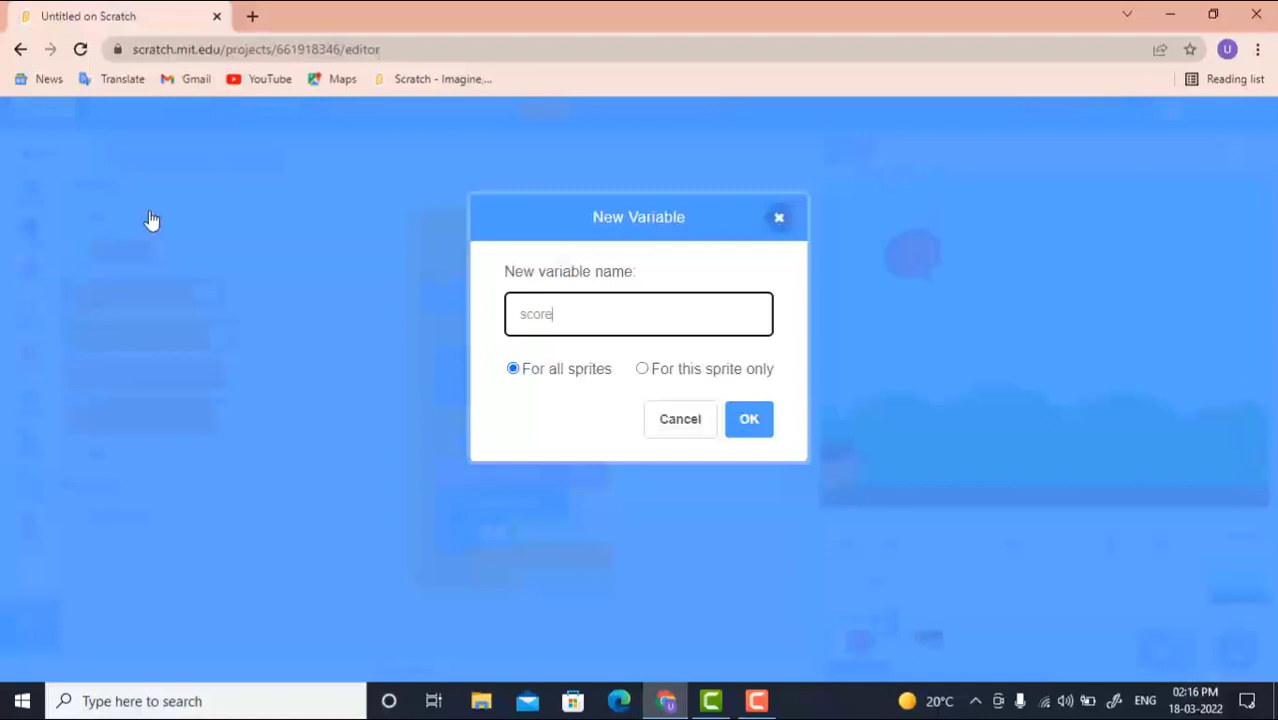 Untitled on Scratch
scratch.mit.edu/projects/661918346/editor
U
News Translate Gmail YouTube Maps Scratch - Imagine,... Reading list
New Variable
New variable name:
score
For all sprites For this sprite only
Cancel OK
Type here to search
U
20°C ENG
02:16 PM
18-03-2022